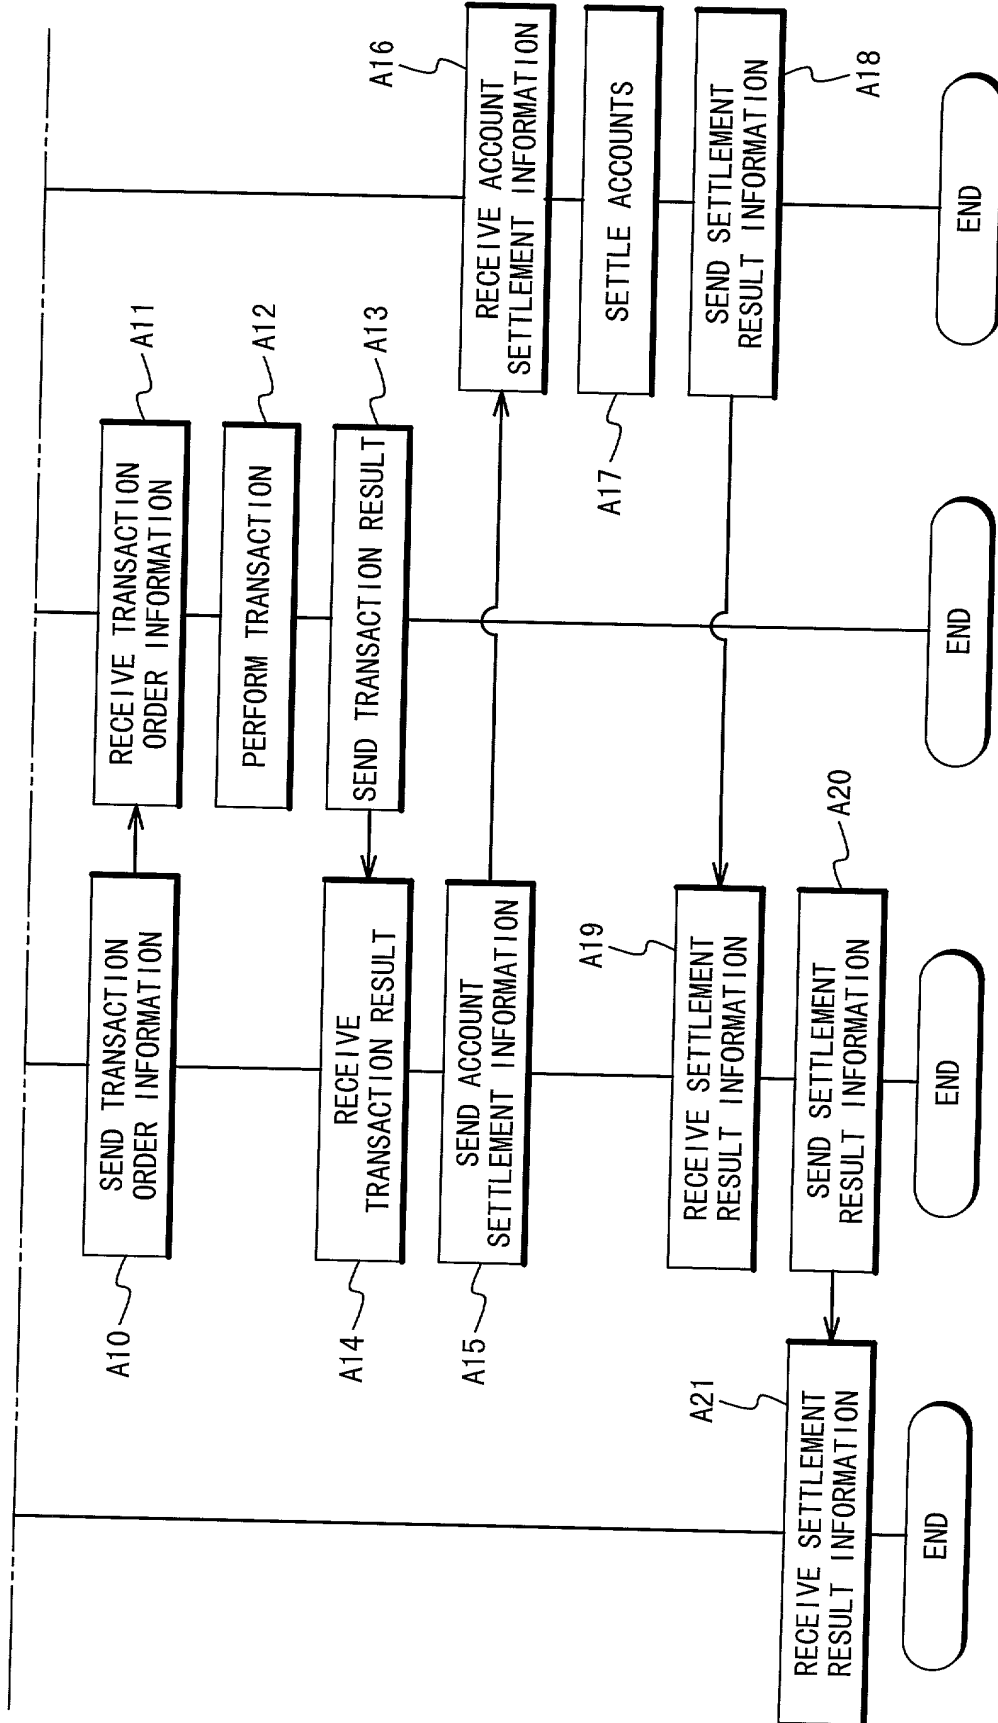 A10
SEND TRANSACTION
ORDER INFORMATION
RECEIVE TRANSACTION
ORDER INFORMATION
A11
PERFORM TRANSACTION
A12
SEND TRANSACTION RESULT
A13
A14
RECEIVE
TRANSACTION RESULT
A15
SEND ACCOUNT
SETTLEMENT INFORMATION
RECEIVE ACCOUNT
SETTLEMENT INFORMATION
A16
A17
SETTLE ACCOUNTS
SEND SETTLEMENT
RESULT INFORMATION
A18
RECEIVE SETTLEMENT
RESULT INFORMATION
A19
SEND SETTLEMENT
RESULT INFORMATION
A20
RECEIVE SETTLEMENT
RESULT INFORMATION
A21
END
END
END
END